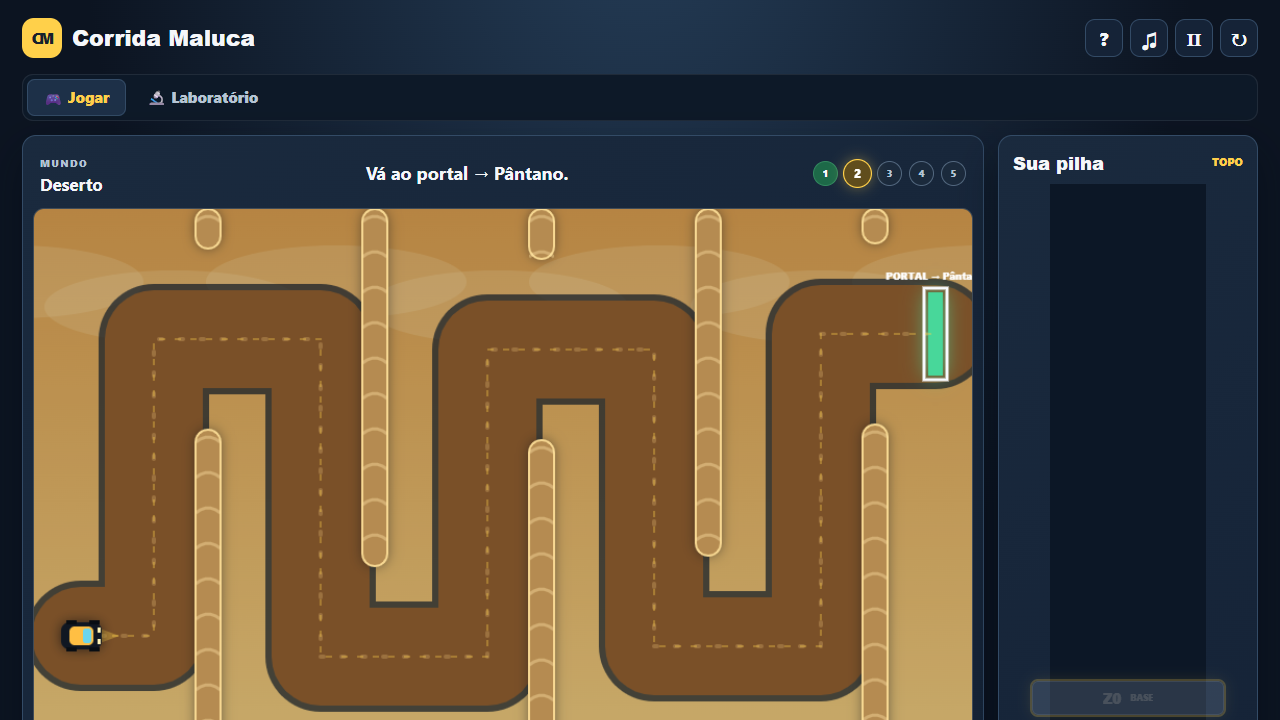 CM Corrida Maluca
?
Jogar
Laboratório
MUNDO
Deserto
Vá ao portal → Pântano.
1 2 3 4 5
Sua pilha
TOPO
PORTAL → Pânta
Z0 BASE